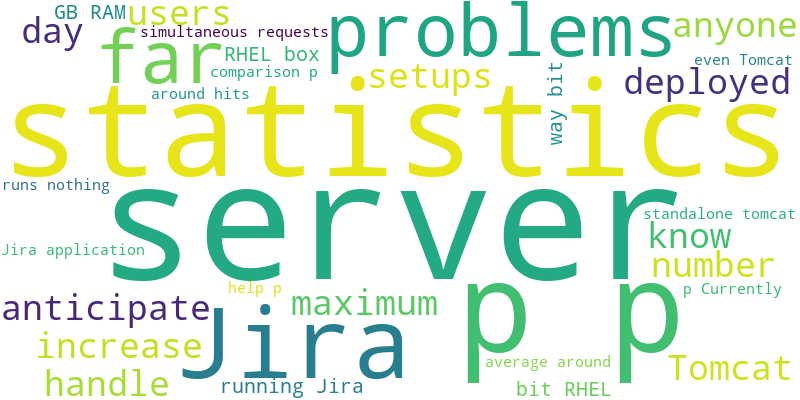 GB RAM
users
day
simultaneous requests
far
problems
anyone
RHEL box
comparison p
setups
way bit
even Tomcat
deployed
around hits
statistics
runs nothing
server
standalone tomcat
know
Jira application
number
help p
p p
p Currently
anticipate
maximum
Jira
increase
average around
Tomcat
handle
running Jira
bit RHEL